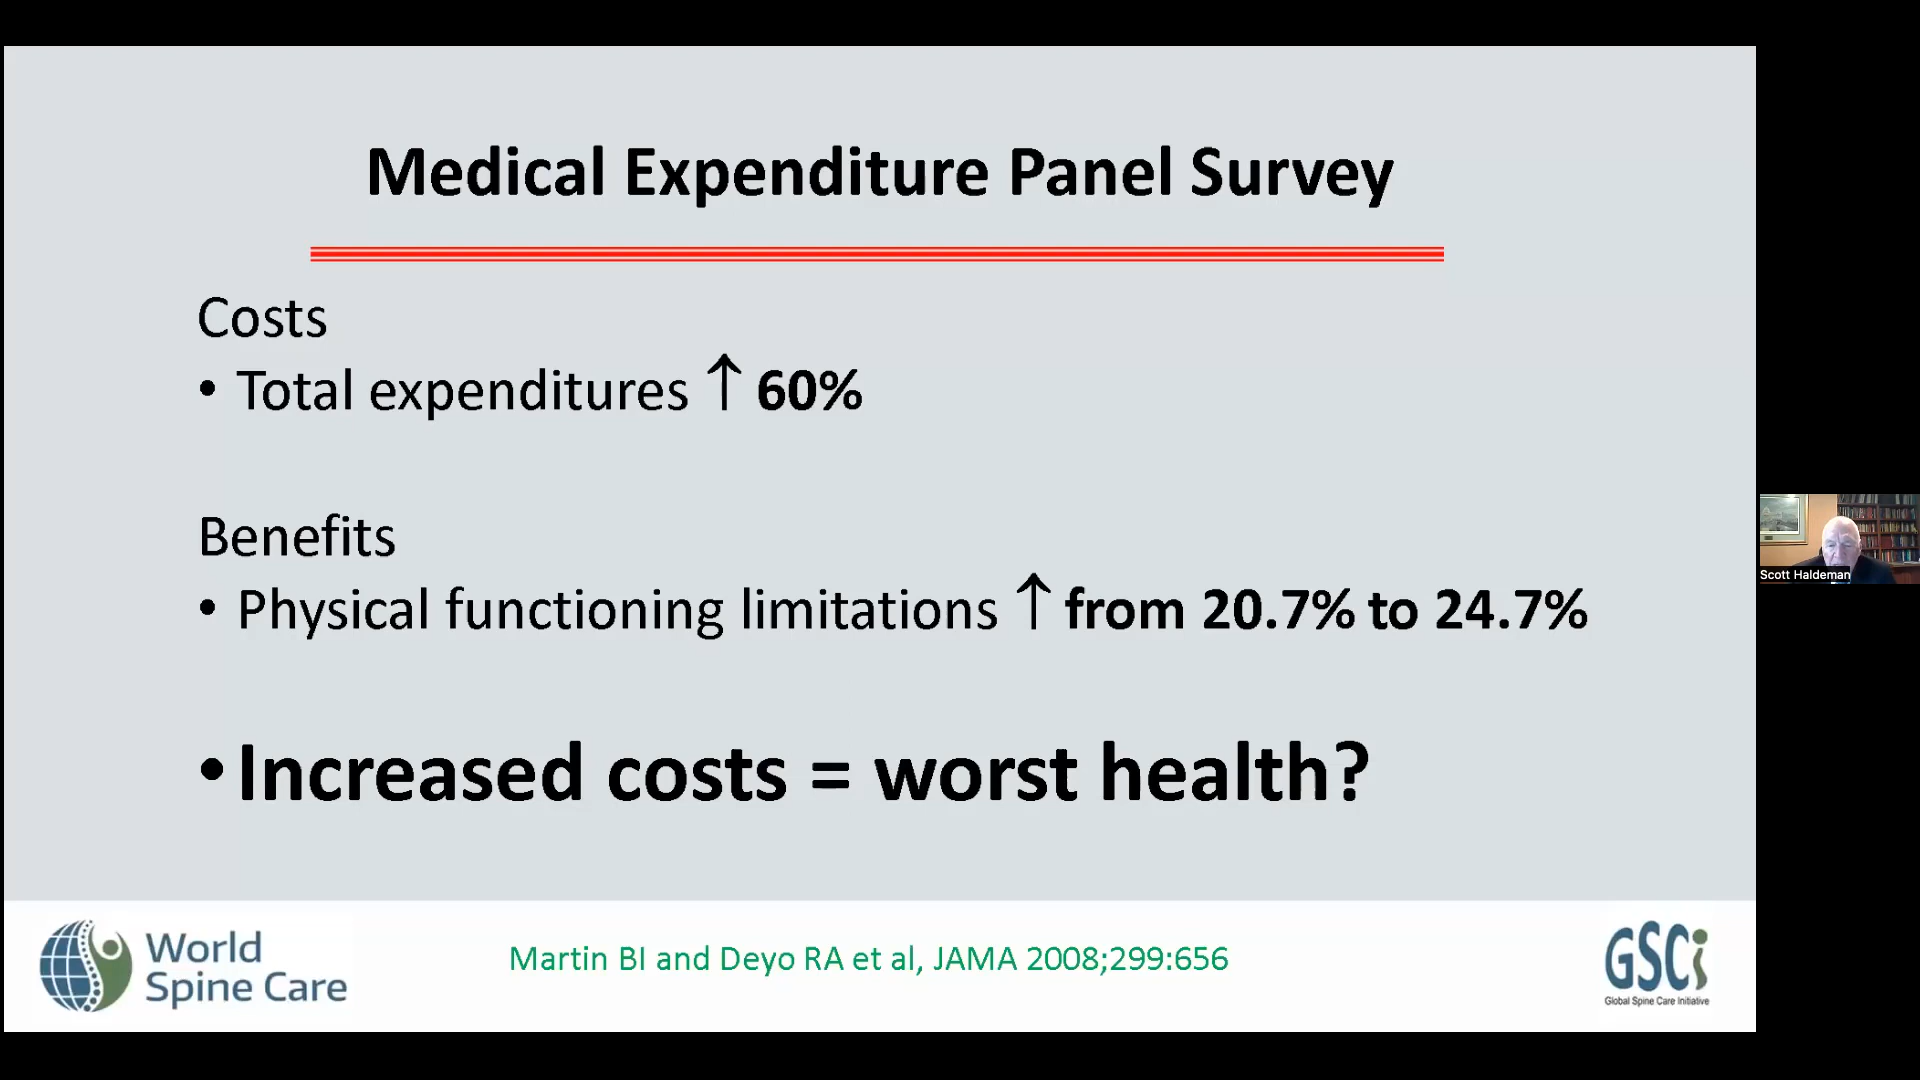 Medical Expenditure Panel Survey
Costs
• Total expenditures ↑ 60%
Benefits
• Physical functioning limitations ↑ from 20.7% to 24.7%
• Increased costs = worst health?
World
Spine Care
Martin BI and Deyo RA et al, JAMA 2008;299:656
GSCi
Global Spine Care Initiative
Scott Haldeman